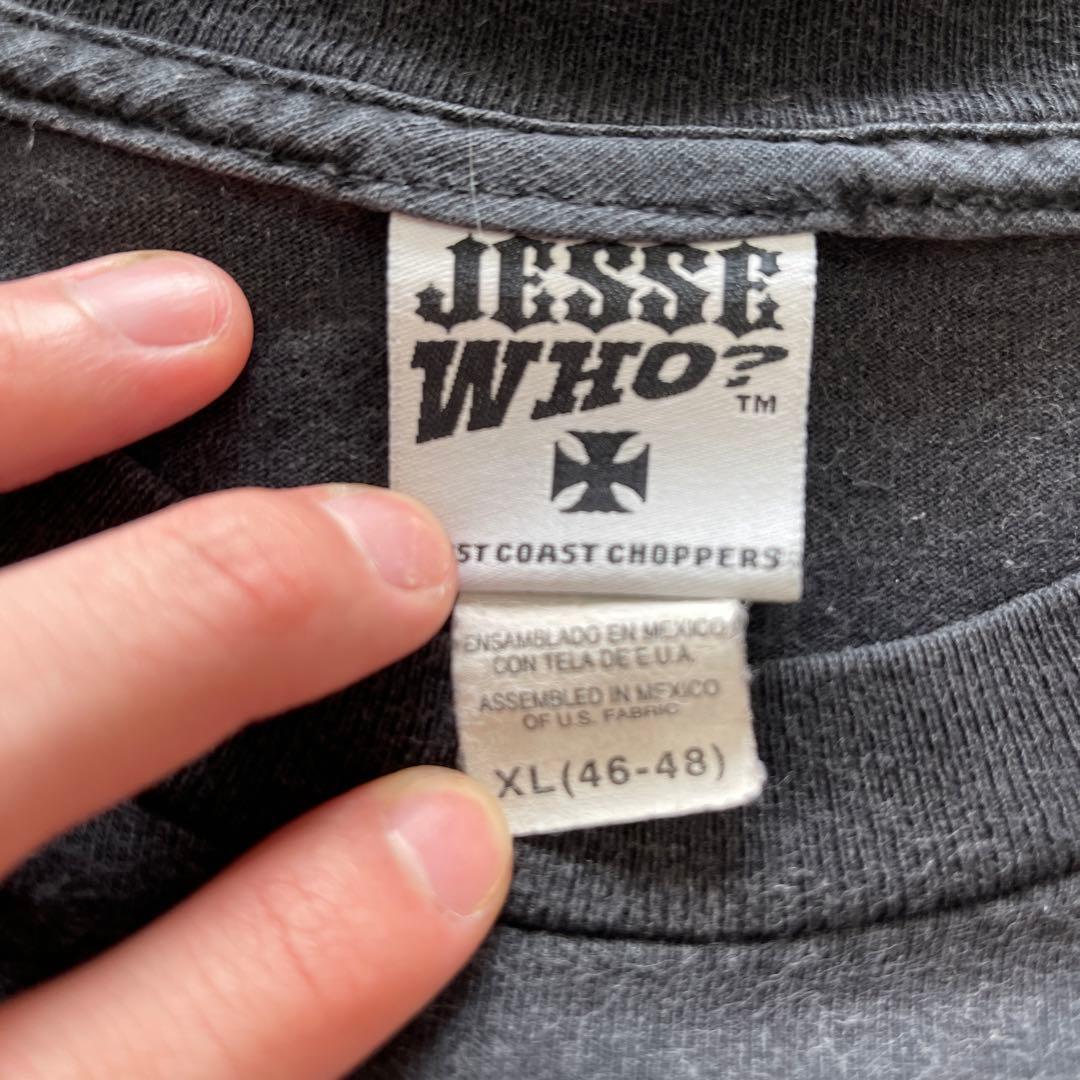 JESSE
WHO?
TM
ST COAST CHOPPERS
ENSAMBLADO EN MEXICO
CON TELA DE E.U.A.
ASSEMBLED IN MEXICO
OF U.S. FABRIC
XL (46-48)